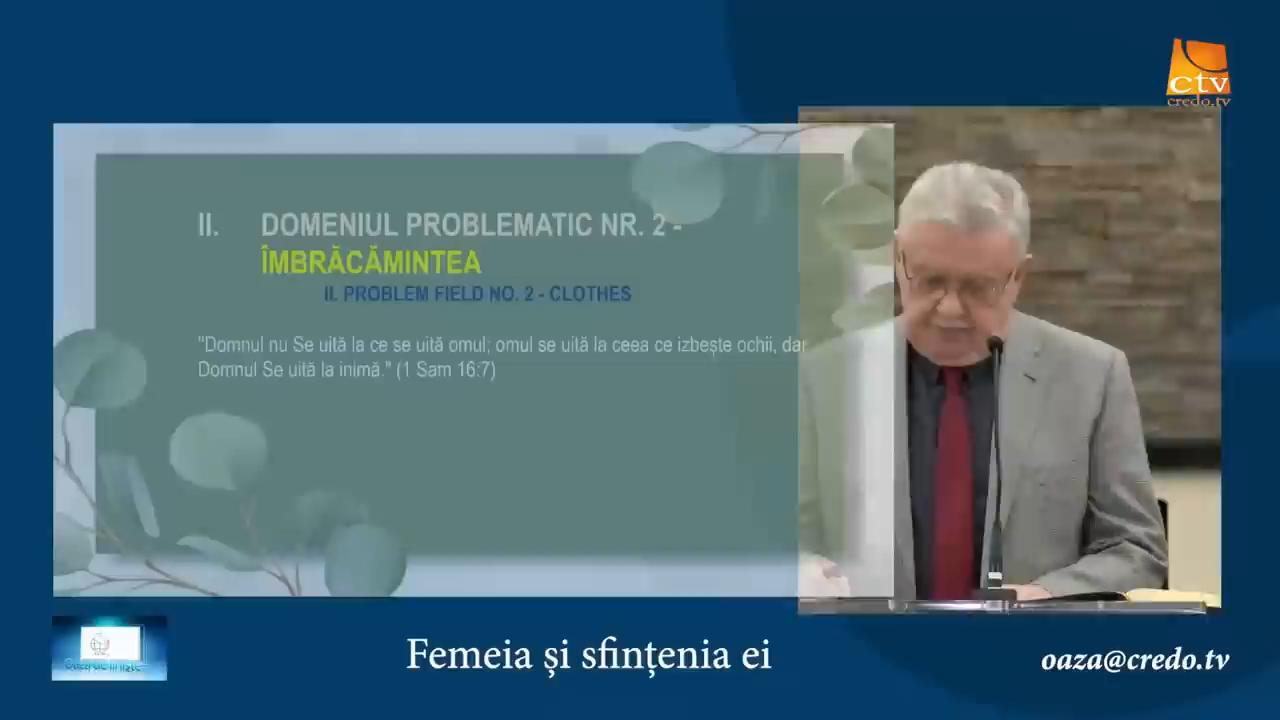 ctv
credo.tv
II. DOMENIUL PROBLEMATIC NR. 2 -
ÎMBRĂCĂMINTEA
II. PROBLEM FIELD NO. 2 - CLOTHES
"Domnul nu Se uită la ce se uită omul; omul se uită la ceea ce izbește ochii, dar
Domnul Se uită la inimă." (1 Sam 16:7)
Femeia și sfințenia ei
oaza@credo.tv